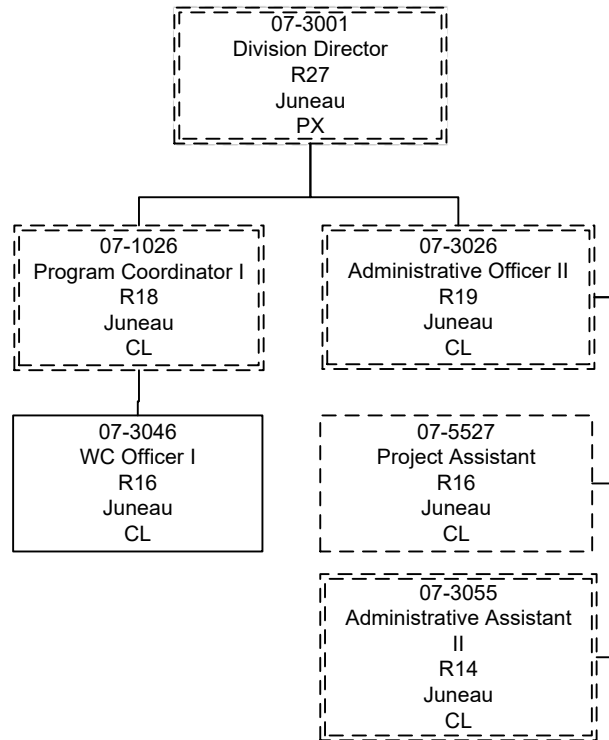 07-3001
Division Director
R27
Juneau
PX
07-1026
Program Coordinator I
R18
Juneau
CL
07-3026
Administrative Officer II
R19
Juneau
CL
07-3046
WC Officer I
R16
Juneau
CL
07-5527
Project Assistant
R16
Juneau
CL
07-3055
Administrative Assistant
II
R14
Juneau
CL